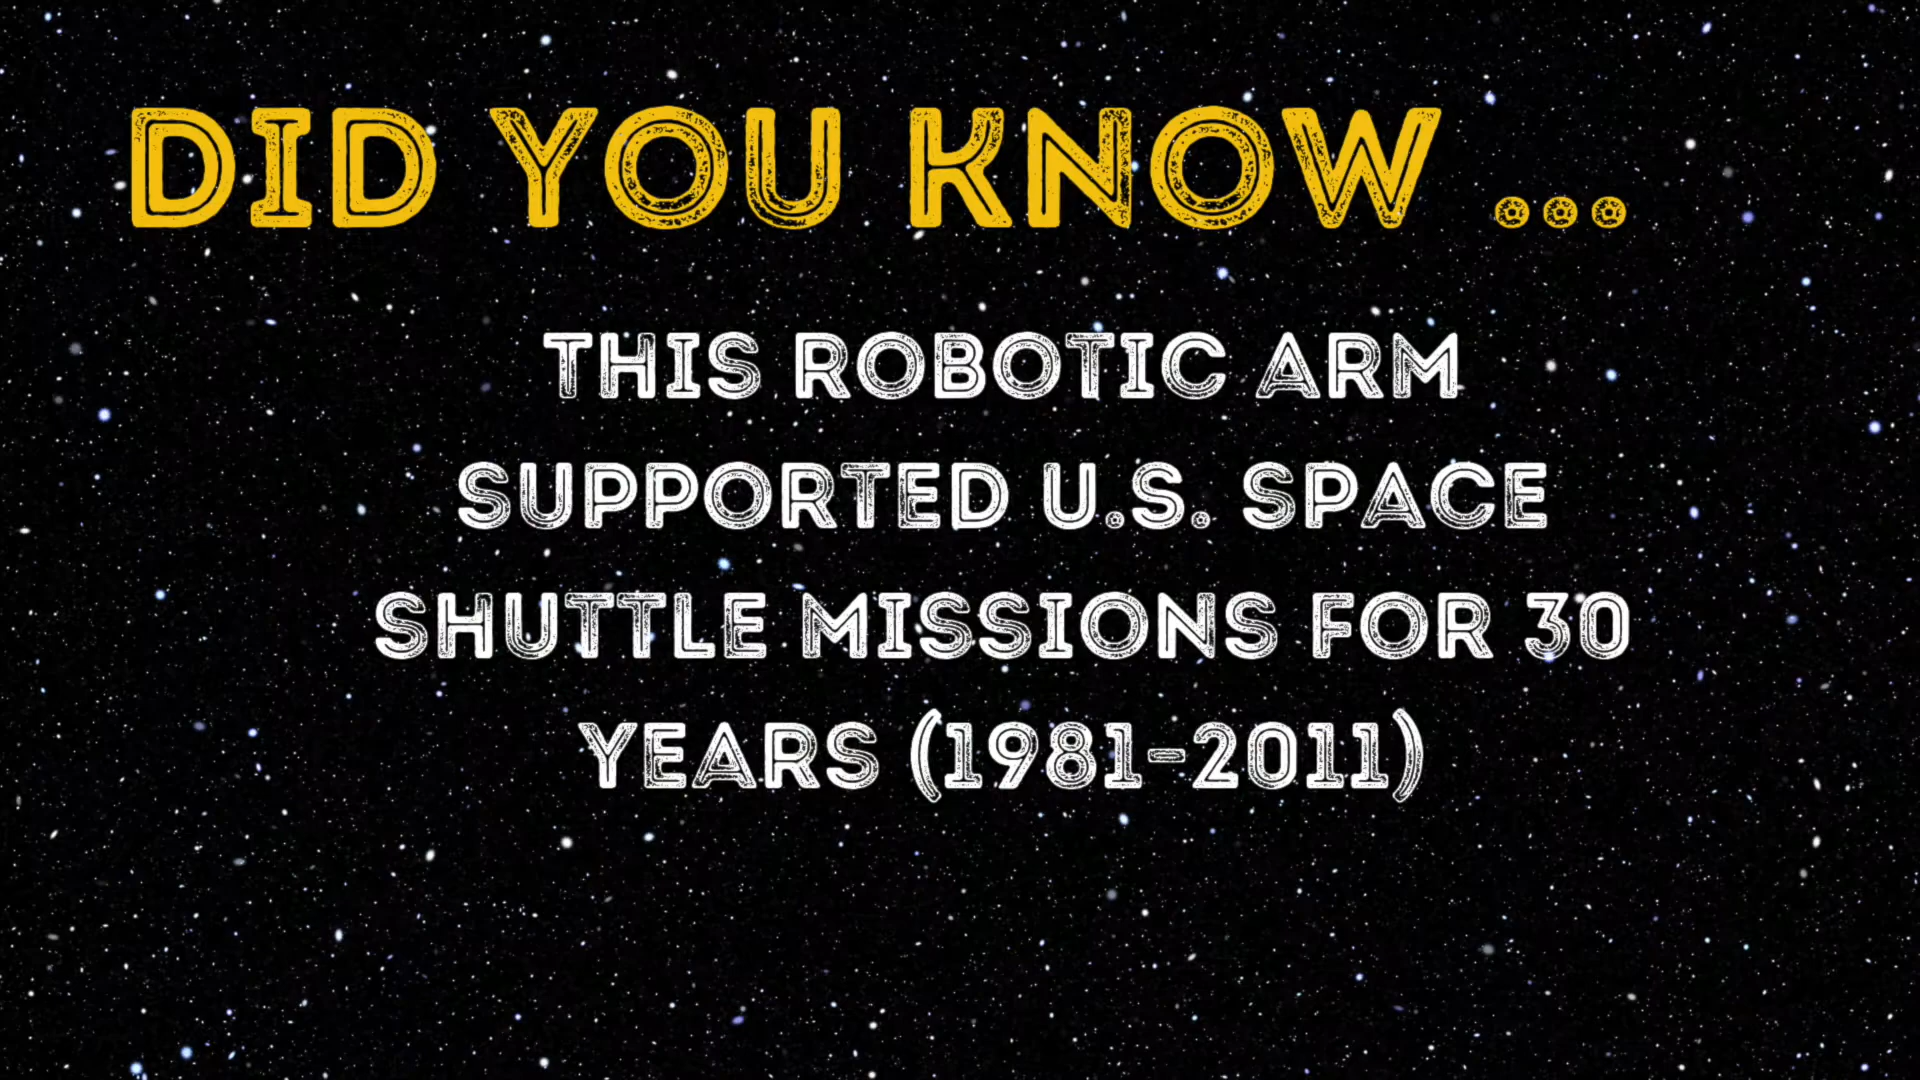 DID YOU KNOW ...
THIS ROBOTIC ARM
SUPPORTED U.S. SPACE
SHUTTLE MISSIONS FOR 30
YEARS (1981-2011)